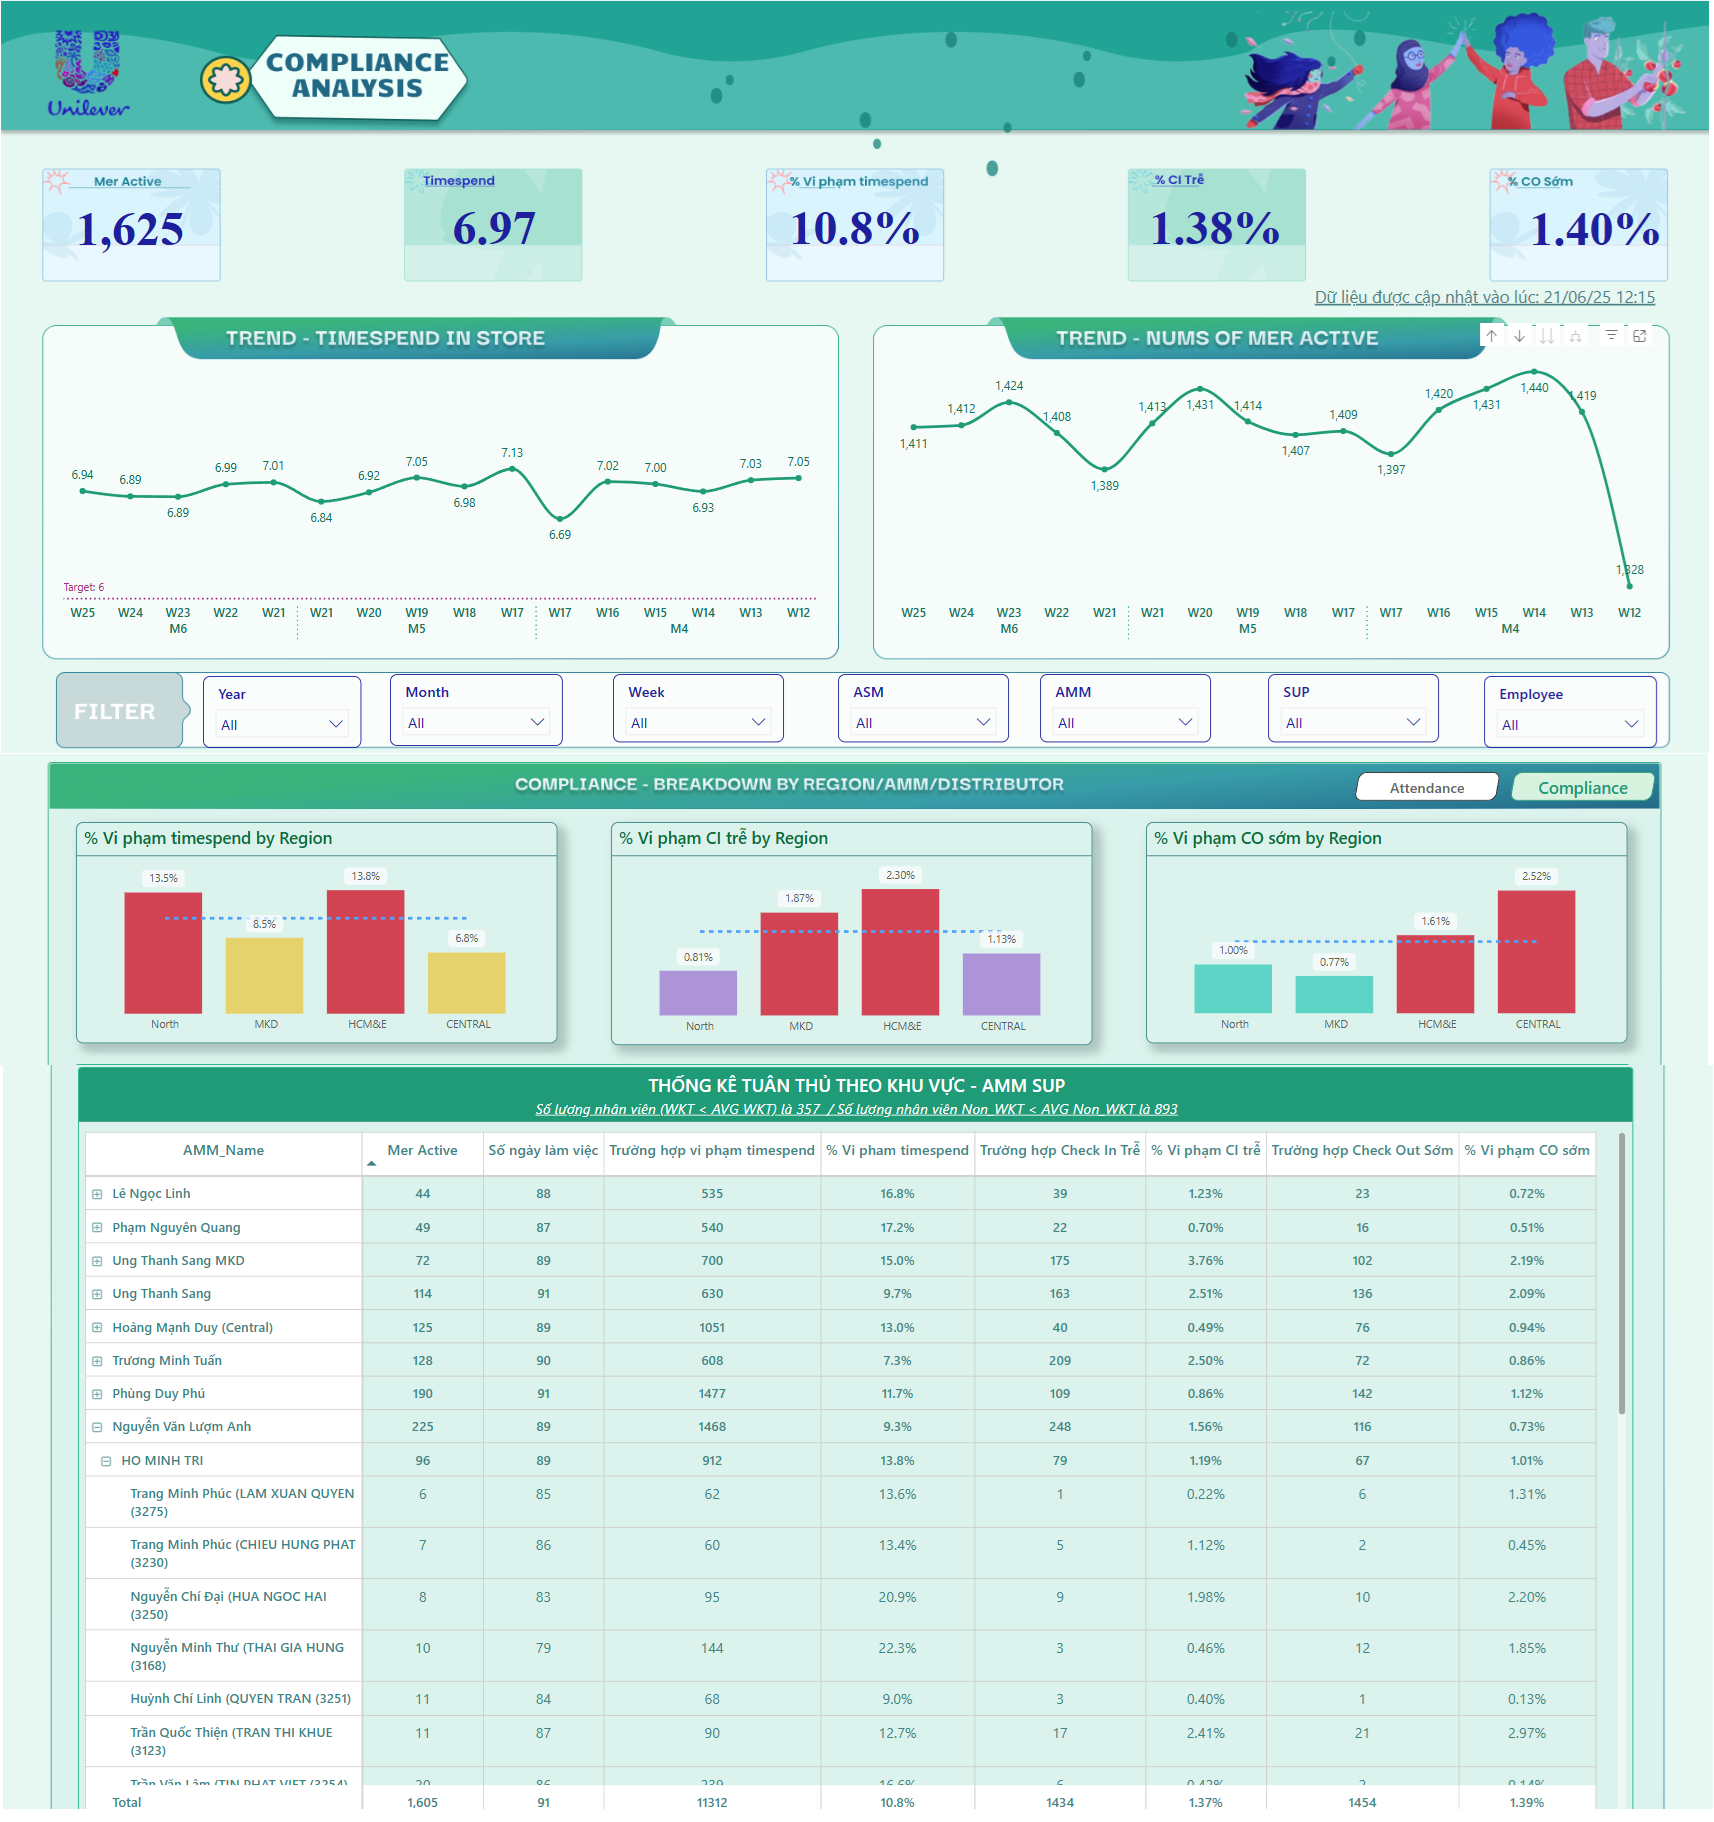 Unilever
COMPLIANCE
ANALYSIS
Mer Active
1,625
Timespend
6.97
% Vi phạm timespend
10.8%
% CI Trễ
1.38%
% CO Sớm
1.40%
Dữ liệu được cập nhật vào lúc: 21/06/25 12:15
TREND - TIMESPEND IN STORE
6.94 6.89 6.89 6.99 7.01 6.84 6.92 7.05 6.98 7.13 6.69 7.02 7.00 6.93 7.03 7.05
Target: 6
W25 W24 W23 W22 W21 W21 W20 W19 W18 W17 W17 W16 W15 W14 W13 W12
M6 M5 M4
TREND - NUMS OF MER ACTIVE
1,411 1,412 1,424 1,408 1,389 1,413 1,431 1,414 1,407 1,409 1,397 1,420 1,431 1,440 1,419 1,328
W25 W24 W23 W22 W21 W21 W20 W19 W18 W17 W17 W16 W15 W14 W13 W12
M6 M5 M4
FILTER
Year
All
Month
All
Week
All
ASM
All
AMM
All
SUP
All
Employee
All
COMPLIANCE - BREAKDOWN BY REGION/AMM/DISTRIBUTOR
Attendance
Compliance
% Vi phạm timespend by Region
13.5% 8.5% 13.8% 6.8%
North MKD HCM&E CENTRAL
% Vi phạm CI trễ by Region
0.81% 1.87% 2.30% 1.13%
North MKD HCM&E CENTRAL
% Vi phạm CO sớm by Region
1.00% 0.77% 1.61% 2.52%
North MKD HCM&E CENTRAL
THỐNG KÊ TUÂN THỦ THEO KHU VỰC - AMM SUP
Số lượng nhân viên (WKT < AVG WKT) là 357 / Số lượng nhân viên Non_WKT < AVG Non_WKT là 893
AMM_Name Mer Active Số ngày làm việc Trường hợp vi phạm timespend % Vi pham timespend Trường hợp Check In Trễ % Vi phạm CI trễ Trường hợp Check Out Sớm % Vi phạm CO sớm
Lê Ngọc Linh 44 88 535 16.8% 39 1.23% 23 0.72%
Phạm Nguyên Quang 49 87 540 17.2% 22 0.70% 16 0.51%
Ung Thanh Sang MKD 72 89 700 15.0% 175 3.76% 102 2.19%
Ung Thanh Sang 114 91 630 9.7% 163 2.51% 136 2.09%
Hoàng Mạnh Duy (Central) 125 89 1051 13.0% 40 0.49% 76 0.94%
Trương Minh Tuấn 128 90 608 7.3% 209 2.50% 72 0.86%
Phùng Duy Phú 190 91 1477 11.7% 109 0.86% 142 1.12%
Nguyễn Văn Lượm Anh 225 89 1468 9.3% 248 1.56% 116 0.73%
HO MINH TRI 96 89 912 13.8% 79 1.19% 67 1.01%
Trang Minh Phúc (LAM XUAN QUYEN 6 85 62 13.6% 1 0.22% 6 1.31%
(3275)
Trang Minh Phúc (CHIEU HUNG PHAT 7 86 60 13.4% 5 1.12% 2 0.45%
(3230)
Nguyễn Chí Đại (HUA NGOC HAI 8 83 95 20.9% 9 1.98% 10 2.20%
(3250)
Nguyễn Minh Thư (THAI GIA HUNG 10 79 144 22.3% 3 0.46% 12 1.85%
(3168)
Huỳnh Chí Linh (QUYEN TRAN (3251) 11 84 68 9.0% 3 0.40% 1 0.13%
Trần Quốc Thiện (TRAN THI KHUE 11 87 90 12.7% 17 2.41% 21 2.97%
(3123)
Trần Văn Lâm (TIN PHAT VIET (3254) 20 86 239 16.6% 6 0.42% 2 0.14%
Total 1,605 91 11312 10.8% 1434 1.37% 1454 1.39%